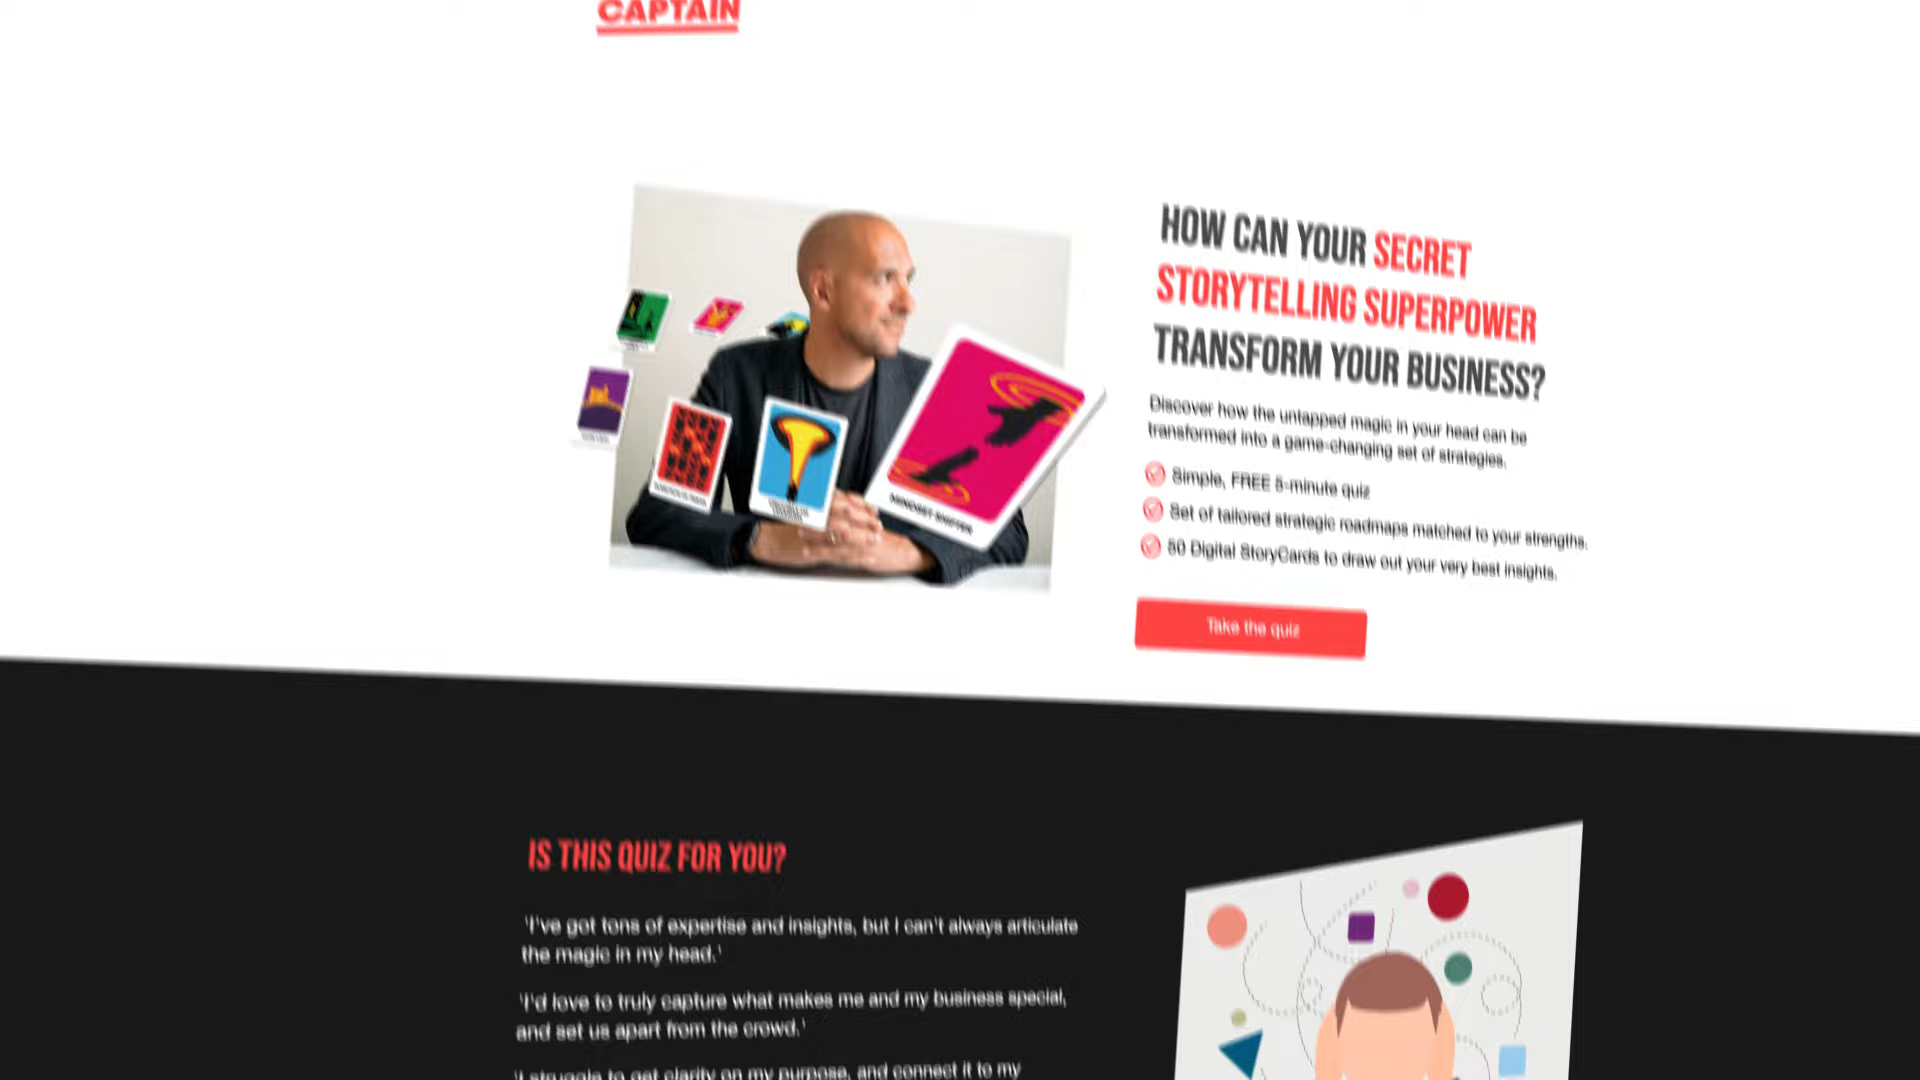 CAPTAIN
HOW CAN YOUR SECRET
STORYTELLING SUPERPOWER
TRANSFORM YOUR BUSINESS?
Discover how the untapped magic in your head can be
transformed into a game-changing set of strategies.
Simple, FREE 5-minute quiz
Set of tailored strategic roadmaps matched to your strengths.
50 Digital StoryCards to draw out your very best insights.
Take the quiz
MINDSET SHIFTER
IS THIS QUIZ FOR YOU?
'I've got tons of expertise and insights, but I can't always articulate
the magic in my head.'
'I'd love to truly capture what makes me and my business special,
and set us apart from the crowd.'
'I struggle to get clarity on my purpose, and connect it to my